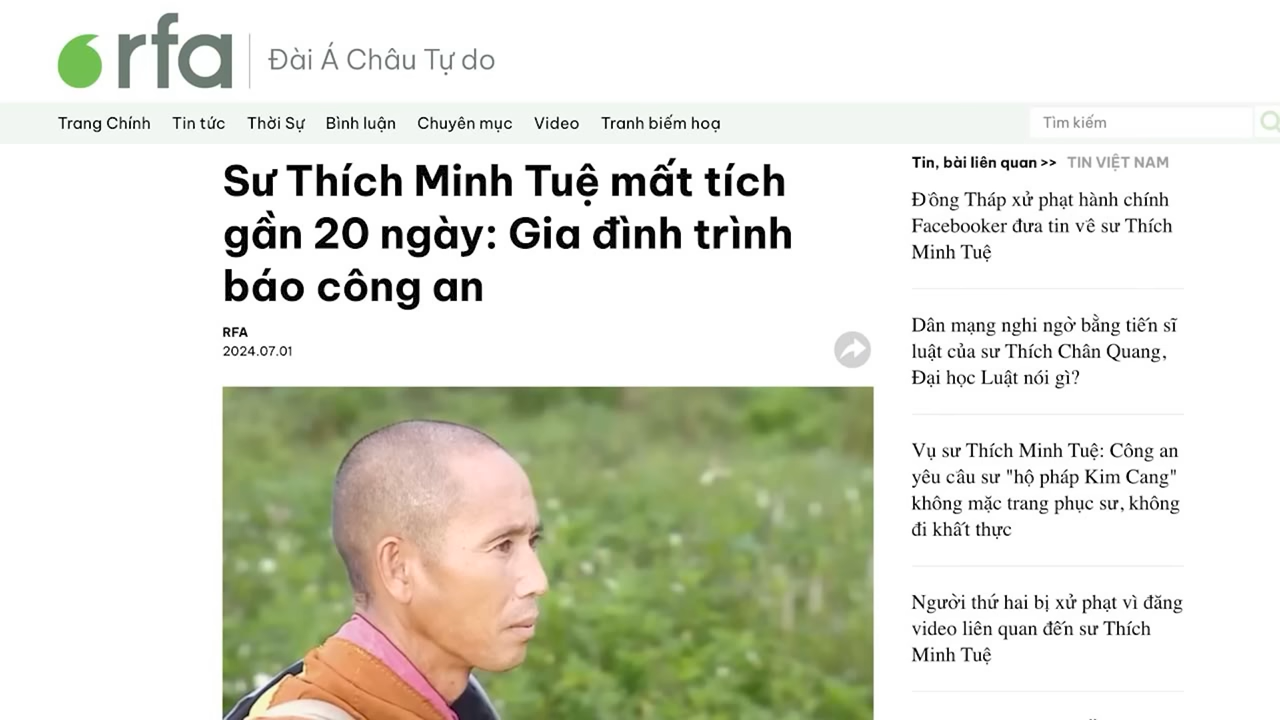 rfa
Đài Á Châu Tự do
Trang Chính Tin tức Thời Sự Bình luận Chuyên mục Video Tranh biếm hoạ
Tìm kiếm
Sư Thích Minh Tuệ mất tích
gần 20 ngày: Gia đình trình
báo công an
RFA
2024.07.01
Tin, bài liên quan >> TIN VIỆT NAM
Đồng Tháp xử phạt hành chính
Facebooker đưa tin về sư Thích
Minh Tuệ
Dân mạng nghi ngờ bằng tiến sĩ
luật của sư Thích Chân Quang,
Đại học Luật nói gì?
Vụ sư Thích Minh Tuệ: Công an
yêu cầu sư "hộ pháp Kim Cang"
không mặc trang phục sư, không
đi khất thực
Người thứ hai bị xử phạt vì đăng
video liên quan đến sư Thích
Minh Tuệ